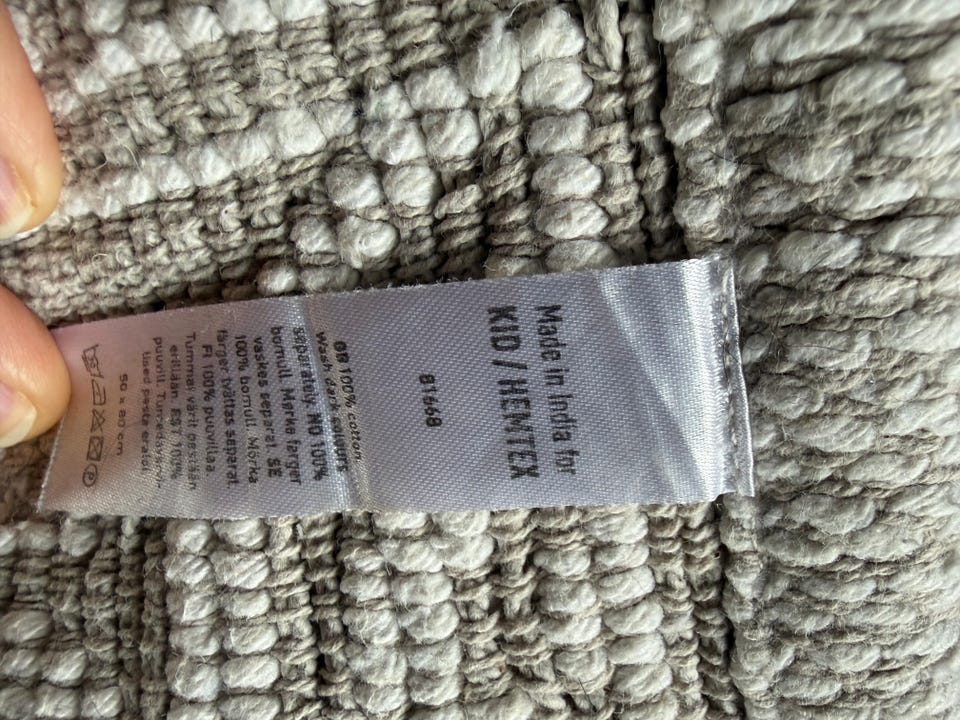 Made in India for
KID / HEMTEX
81668
GB 100% cotton.
Wash dark colours
separately. NO 100%
bomull. Mørke farger
vaskes separat. SE
100% bomull. Mörka
färger tvättas separat.
FI 100% puuvillaa.
Tummat värit pestään
erillään. EST 100%
puuvill. Tumedad värvi-
lised pesta eraldi.
50 x 80 cm